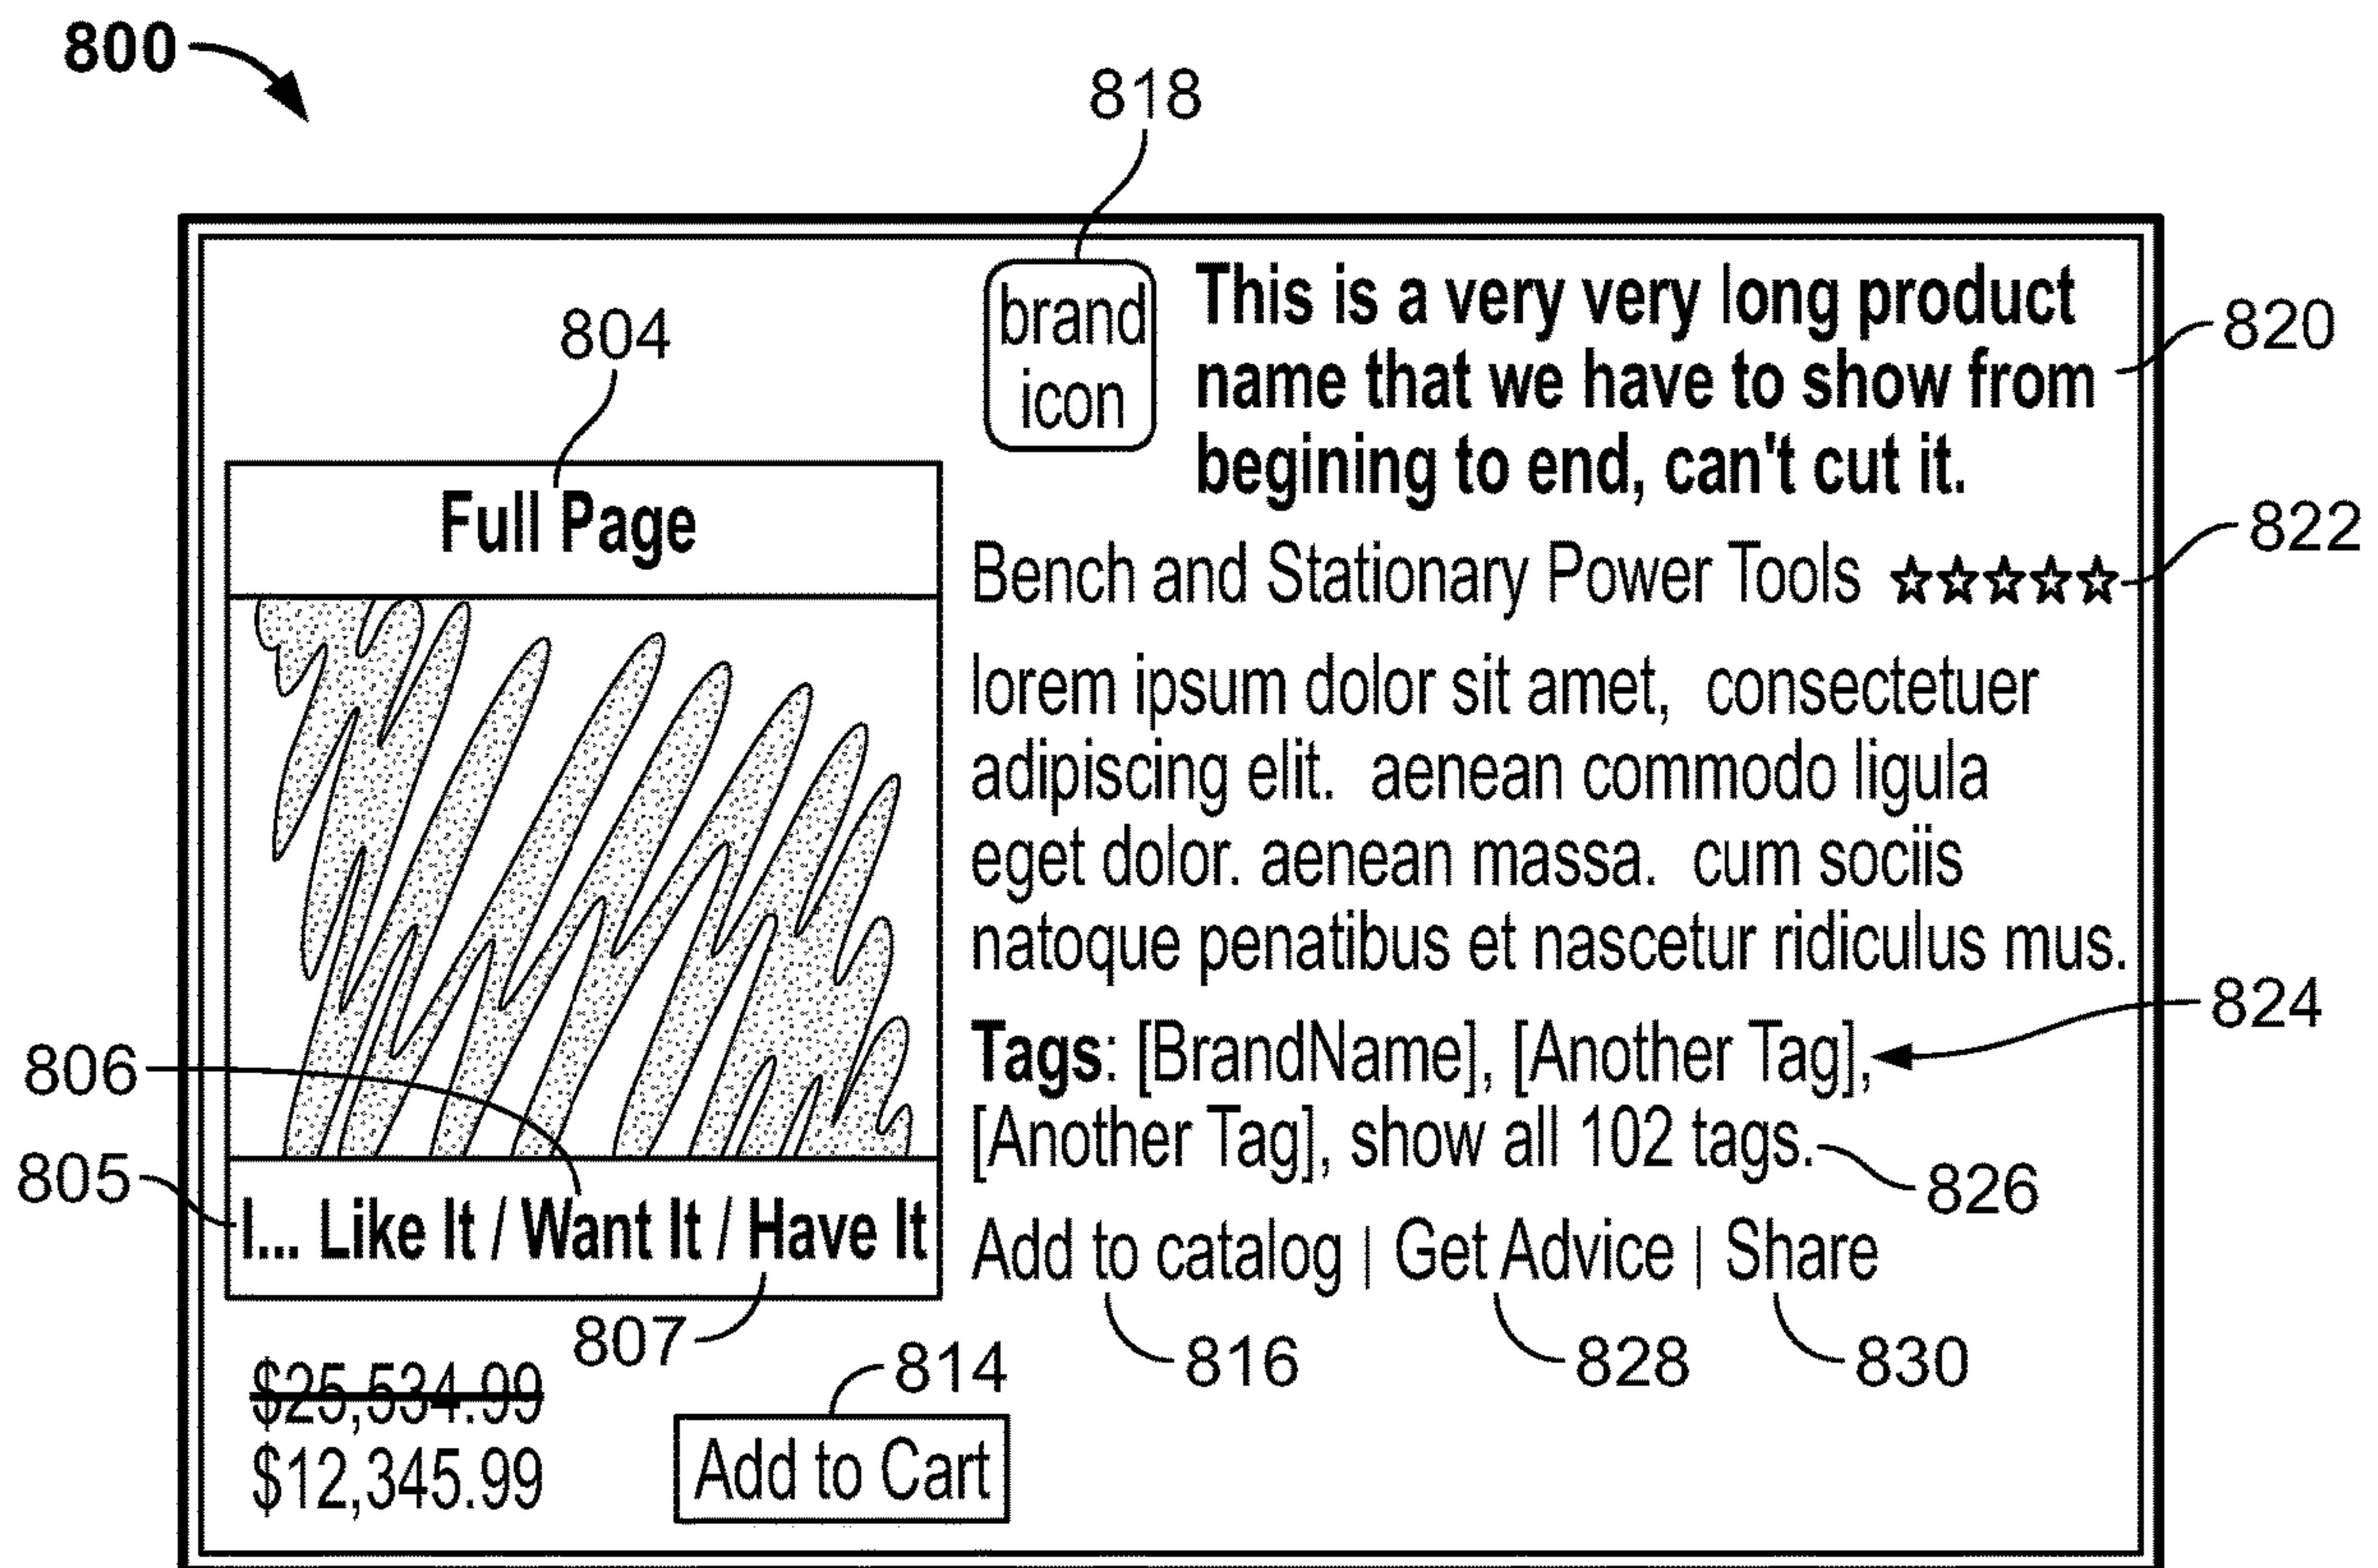 800
818
brand
icon
This is a very very long product
name that we have to show from
begining to end, can't cut it.
820
804
Full Page
Bench and Stationary Power Tools ☆☆☆☆☆
822
lorem ipsum dolor sit amet, consectetuer
adipiscing elit. aenean commodo ligula
eget dolor. aenean massa. cum sociis
natoque penatibus et nascetur ridiculus mus.
824
Tags: [BrandName], [Another Tag],
[Another Tag], show all 102 tags.
826
806
805
I... Like It / Want It / Have It
807
Add to catalog | Get Advice | Share
816
828
830
$25,534.99
$12,345.99
814
Add to Cart